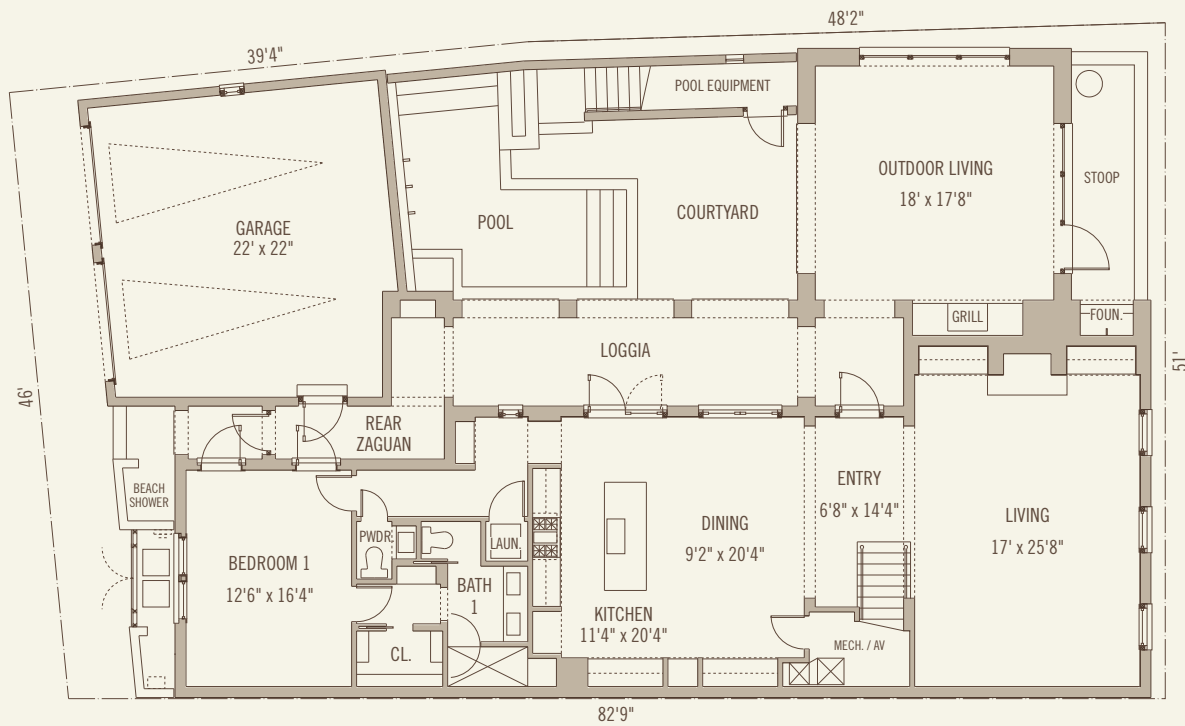 48'2"
39'4"
POOL EQUIPMENT
OUTDOOR LIVING
18' x 17'8"
STOOP
GARAGE
22' x 22"
POOL
COURTYARD
GRILL
FOUN.
LOGGIA
51'
46'
REAR
ZAGUAN
BEACH
SHOWER
ENTRY
6'8" x 14'4"
LIVING
17' x 25'8"
DINING
9'2" x 20'4"
PWDR.
LAUN.
BEDROOM 1
12'6" x 16'4"
BATH
1
KITCHEN
11'4" x 20'4"
CL.
MECH. / AV
82'9"